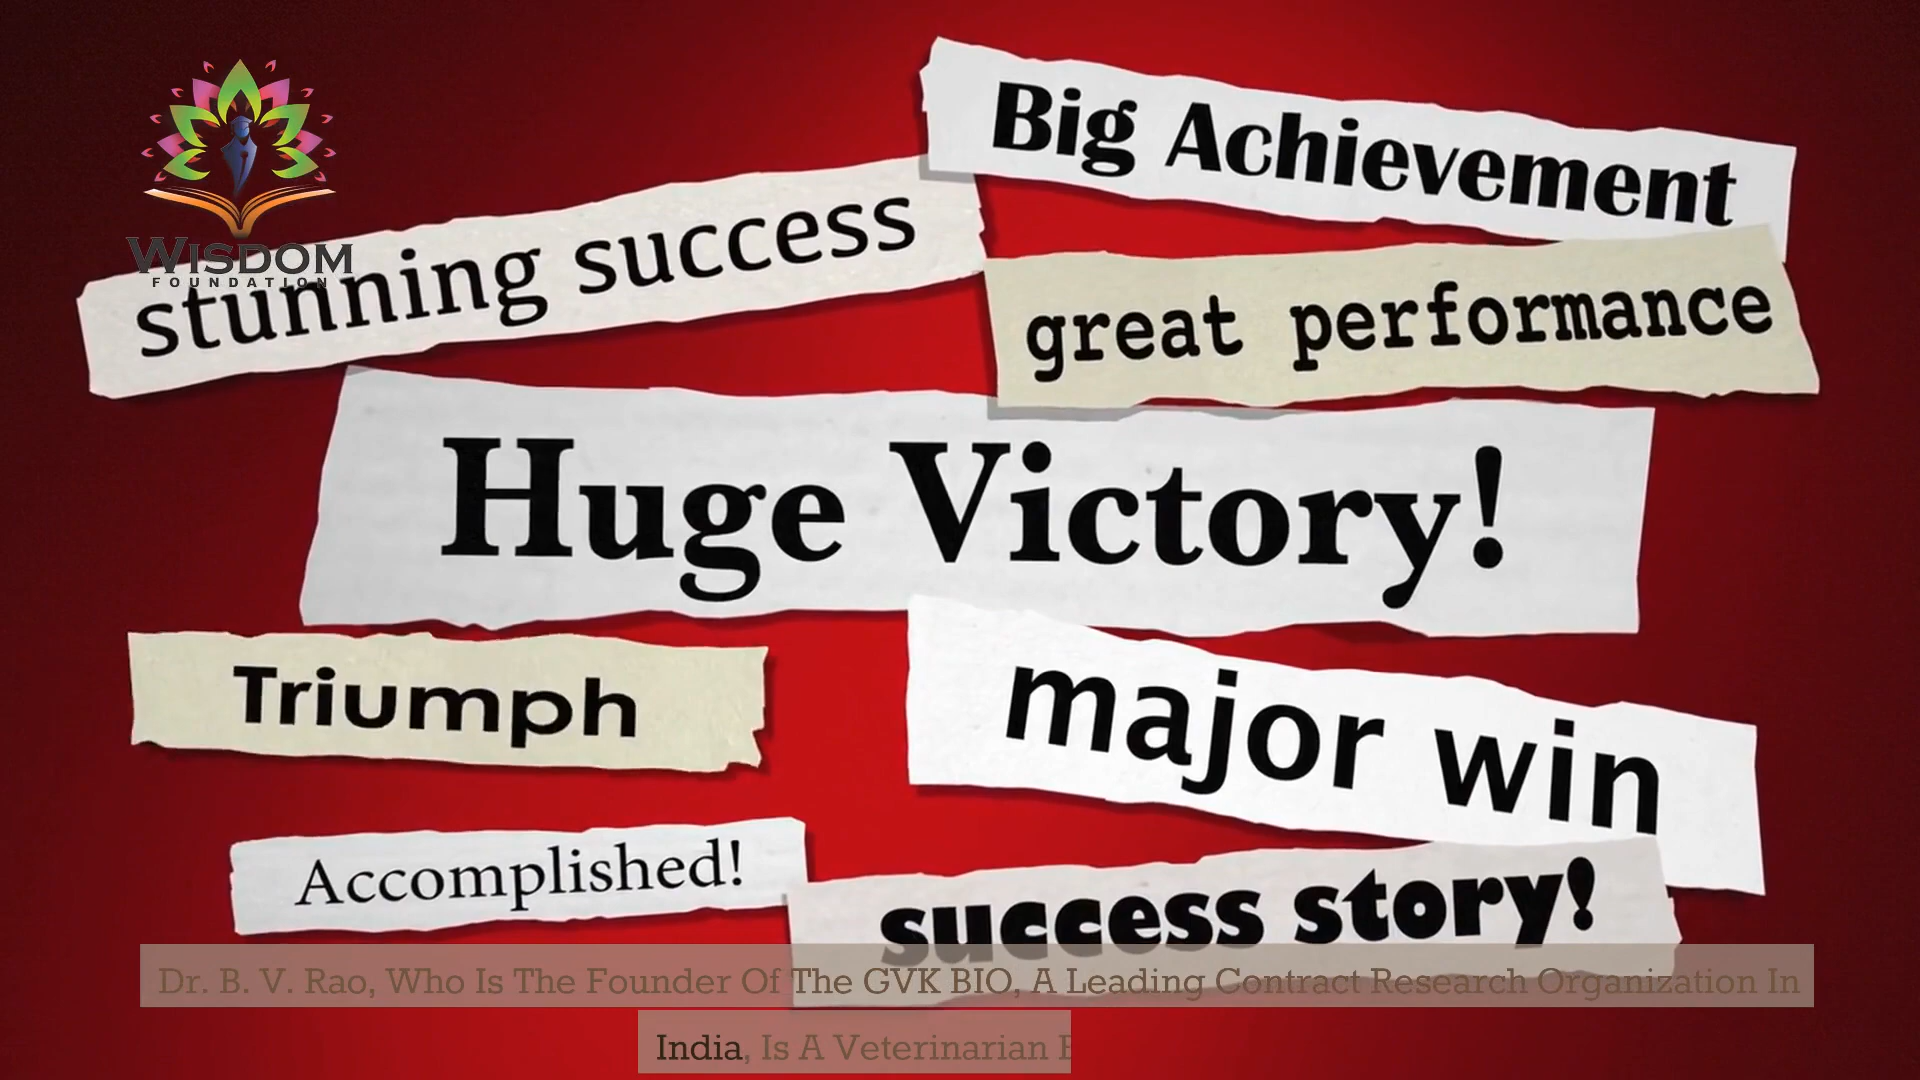 Big Achievement
stunning success
WISDOM
FOUNDATION
great performance
Huge Victory!
Triumph
major win
Accomplished!
success story!
Dr. B. V. Rao, Who Is The Founder Of The GVK BIO, A Leading Contract Research Organization In
India, Is A Veterinarian